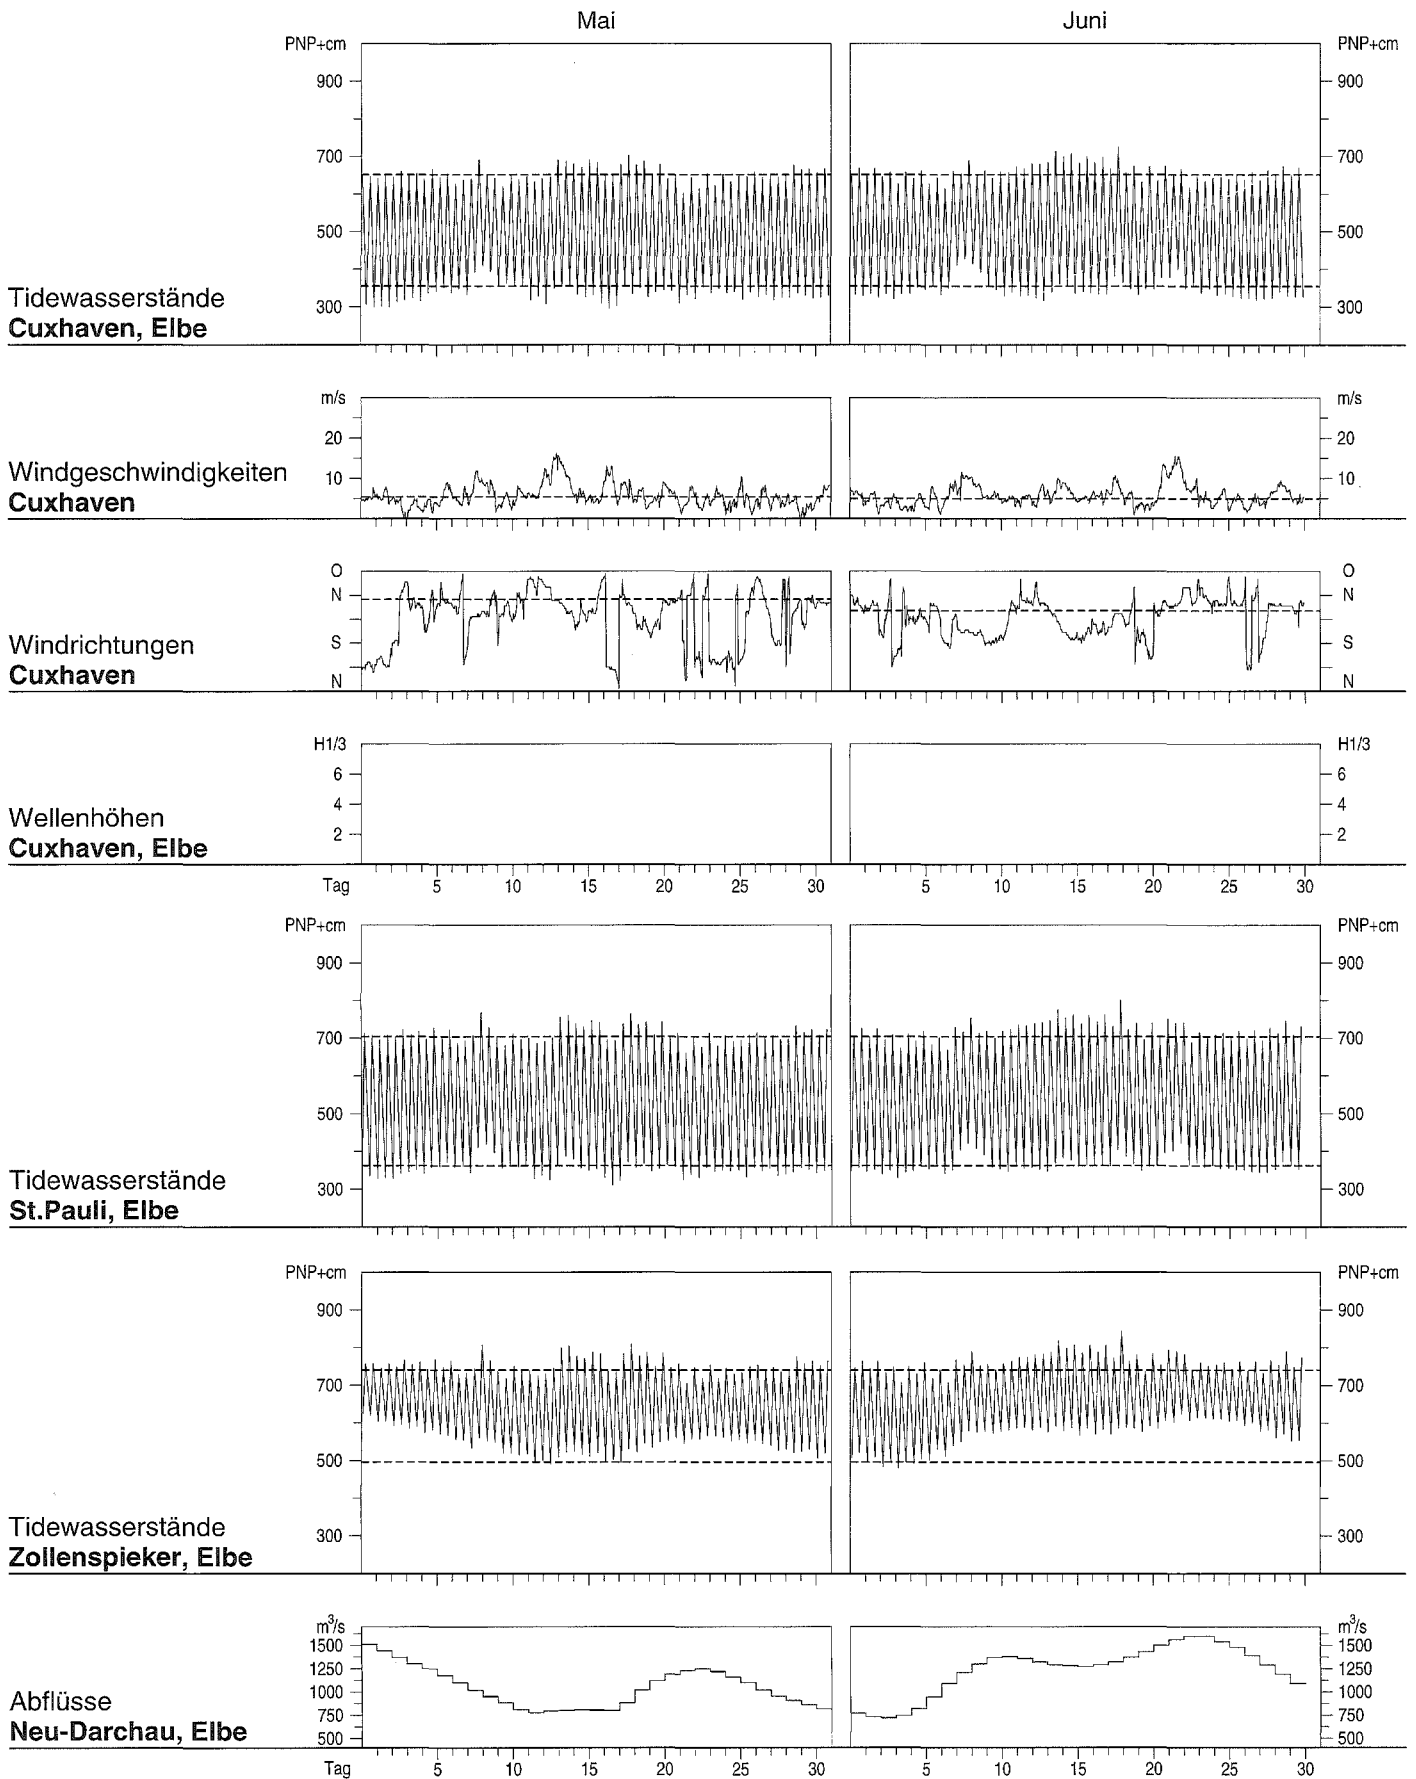 Mai Juni
PNP+cm PNP+cm
900 900
700 700
500 500
300 300
Tidewasserstände
Cuxhaven, Elbe
m/s m/s
20 20
10 10
Windgeschwindigkeiten
Cuxhaven
O O
N N
S S
N N
Windrichtungen
Cuxhaven
H1/3 H1/3
6 6
4 4
2 2
Wellenhöhen
Cuxhaven, Elbe
Tag 5 10 15 20 25 30 5 10 15 20 25 30
PNP+cm PNP+cm
900 900
700 700
500 500
300 300
Tidewasserstände
St.Pauli, Elbe
PNP+cm PNP+cm
900 900
700 700
500 500
300 300
Tidewasserstände
Zollenspieker, Elbe
m³/s m³/s
1500 1500
1250 1250
1000 1000
750 750
500 500
Abflüsse
Neu-Darchau, Elbe
Tag 5 10 15 20 25 30 5 10 15 20 25 30